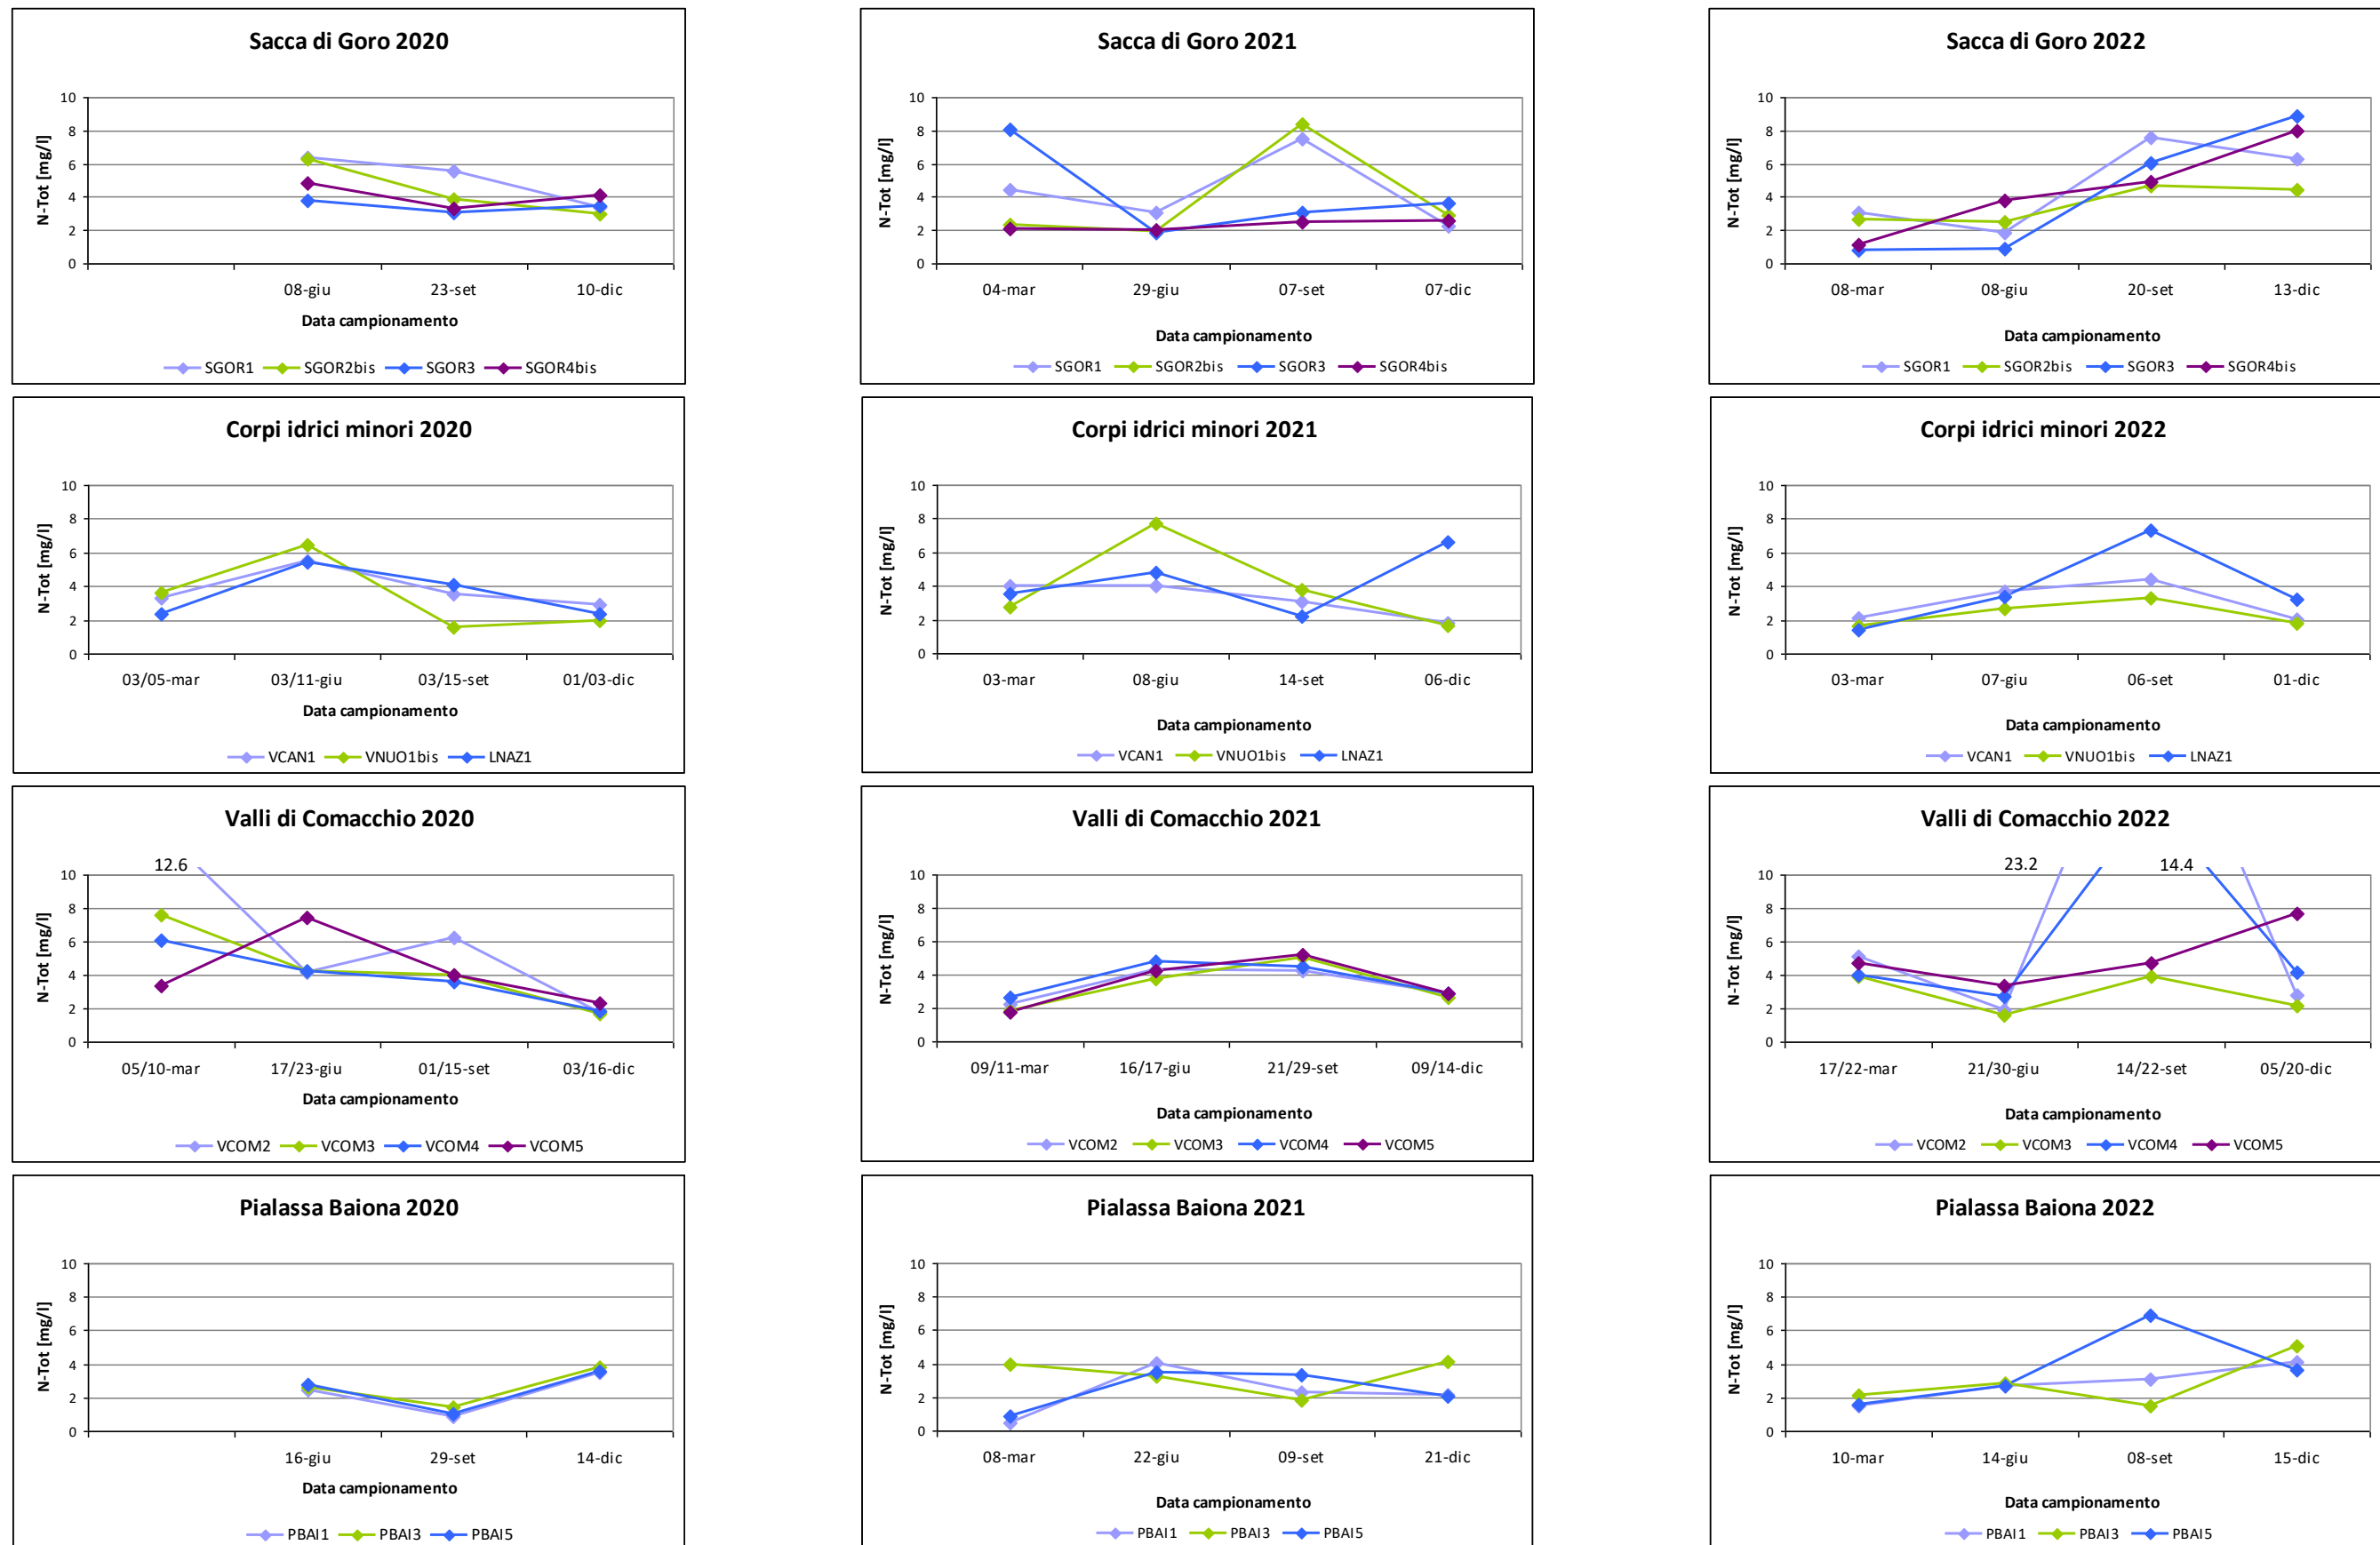 Sacca di Goro 2020
N-Tot [mg/l]
10
8
6
4
2
0
08-giu 23-set 10-dic
Data campionamento
SGOR1 SGOR2bis SGOR3 SGOR4bis
Sacca di Goro 2021
N-Tot [mg/l]
10
8
6
4
2
0
04-mar 29-giu 07-set 07-dic
Data campionamento
SGOR1 SGOR2bis SGOR3 SGOR4bis
Sacca di Goro 2022
N-Tot [mg/l]
10
8
6
4
2
0
08-mar 08-giu 20-set 13-dic
Data campionamento
SGOR1 SGOR2bis SGOR3 SGOR4bis
Corpi idrici minori 2020
N-Tot [mg/l]
10
8
6
4
2
0
03/05-mar 03/11-giu 03/15-set 01/03-dic
Data campionamento
VCAN1 VNUO1bis LNAZ1
Corpi idrici minori 2021
N-Tot [mg/l]
10
8
6
4
2
0
03-mar 08-giu 14-set 06-dic
Data campionamento
VCAN1 VNUO1bis LNAZ1
Corpi idrici minori 2022
N-Tot [mg/l]
10
8
6
4
2
0
03-mar 07-giu 06-set 01-dic
Data campionamento
VCAN1 VNUO1bis LNAZ1
Valli di Comacchio 2020
12.6
N-Tot [mg/l]
10
8
6
4
2
0
05/10-mar 17/23-giu 01/15-set 03/16-dic
Data campionamento
VCOM2 VCOM3 VCOM4 VCOM5
Valli di Comacchio 2021
N-Tot [mg/l]
10
8
6
4
2
0
09/11-mar 16/17-giu 21/29-set 09/14-dic
Data campionamento
VCOM2 VCOM3 VCOM4 VCOM5
Valli di Comacchio 2022
23.2 14.4
N-Tot [mg/l]
10
8
6
4
2
0
17/22-mar 21/30-giu 14/22-set 05/20-dic
Data campionamento
VCOM2 VCOM3 VCOM4 VCOM5
Pialassa Baiona 2020
N-Tot [mg/l]
10
8
6
4
2
0
16-giu 29-set 14-dic
Data campionamento
PBAI1 PBAI3 PBAI5
Pialassa Baiona 2021
N-Tot [mg/l]
10
8
6
4
2
0
08-mar 22-giu 09-set 21-dic
Data campionamento
PBAI1 PBAI3 PBAI5
Pialassa Baiona 2022
N-Tot [mg/l]
10
8
6
4
2
0
10-mar 14-giu 08-set 15-dic
Data campionamento
PBAI1 PBAI3 PBAI5